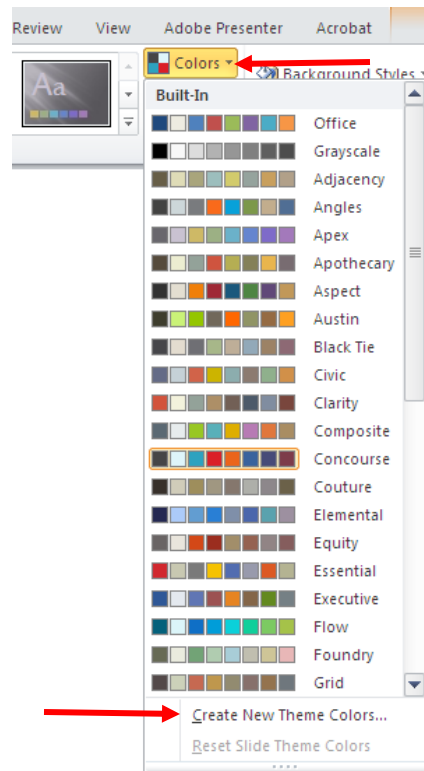 Review View Adobe Presenter Acrobat
Aa
Colors
Background Styles
Built-In
Office
Grayscale
Adjacency
Angles
Apex
Apothecary
Aspect
Austin
Black Tie
Civic
Clarity
Composite
Concourse
Couture
Elemental
Equity
Essential
Executive
Flow
Foundry
Grid
Create New Theme Colors...
Reset Slide Theme Colors